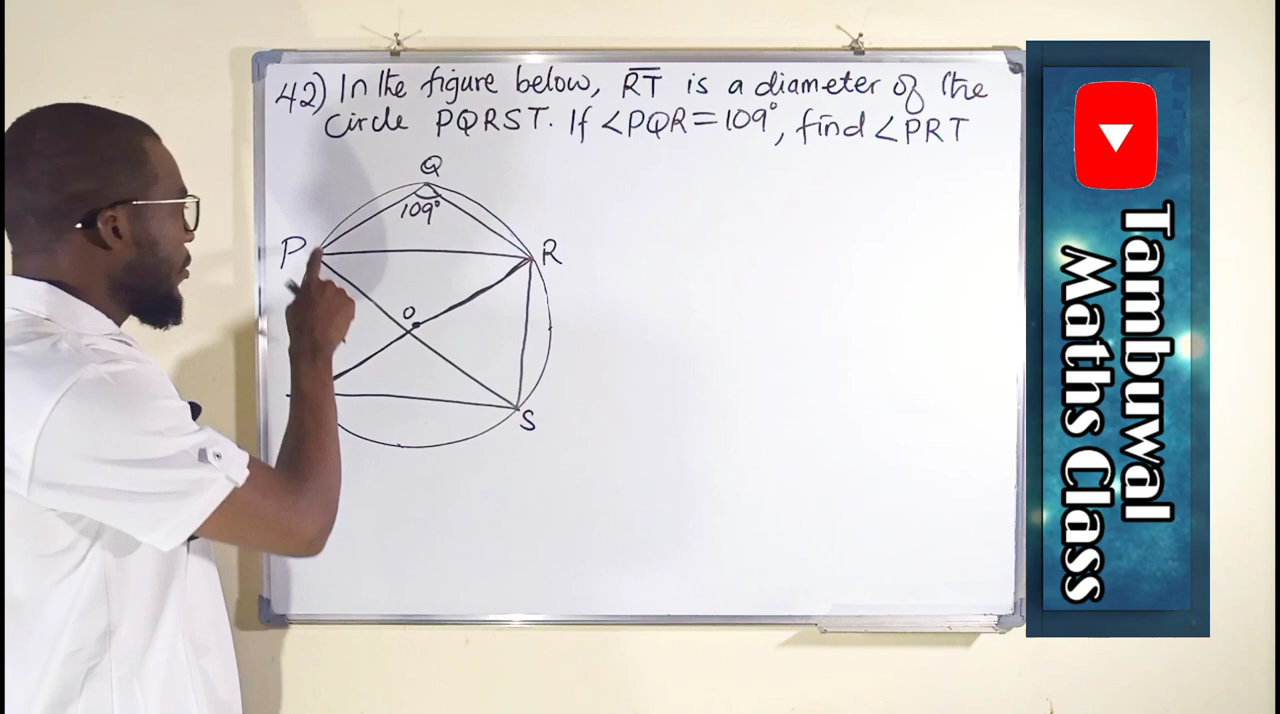 42) In the figure below, RT is a diameter of the
circle PQRST. If ∠PQR=109°, find ∠PRT
Q
109°
P
R
O
S
Tambuwal
Maths Class